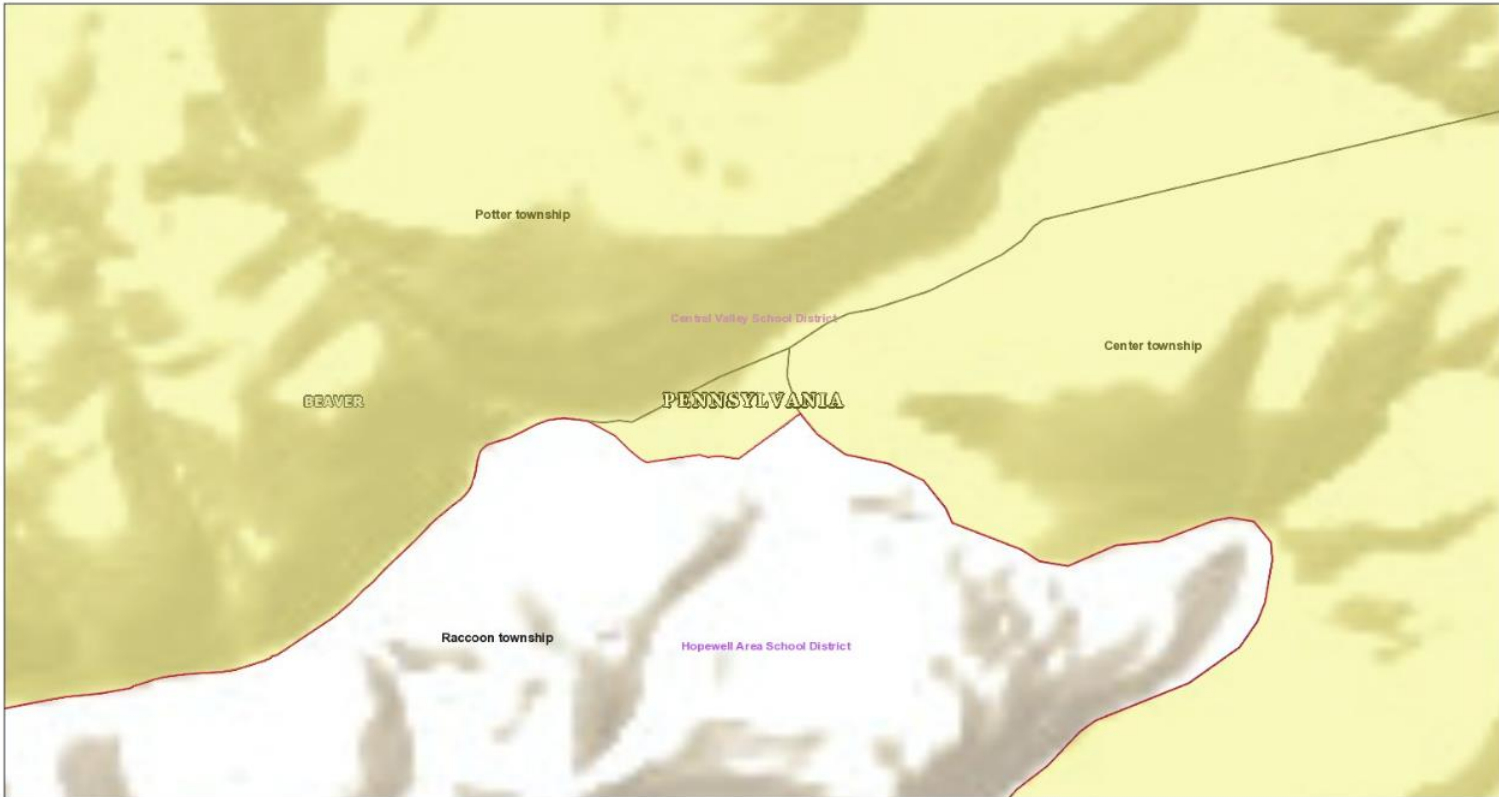 Potter township
Central Valley School District
Center township
BEAVER
PENNSYLVANIA
Raccoon township
Hopewell Area School District